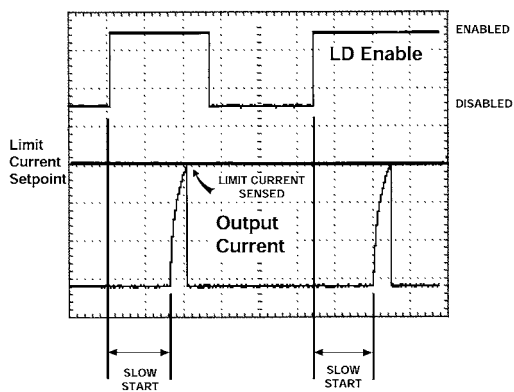 ENABLED
LD Enable
DISABLED
Limit
Current
Setpoint
LIMIT CURRENT
SENSED
Output
Current
SLOW
START
SLOW
START